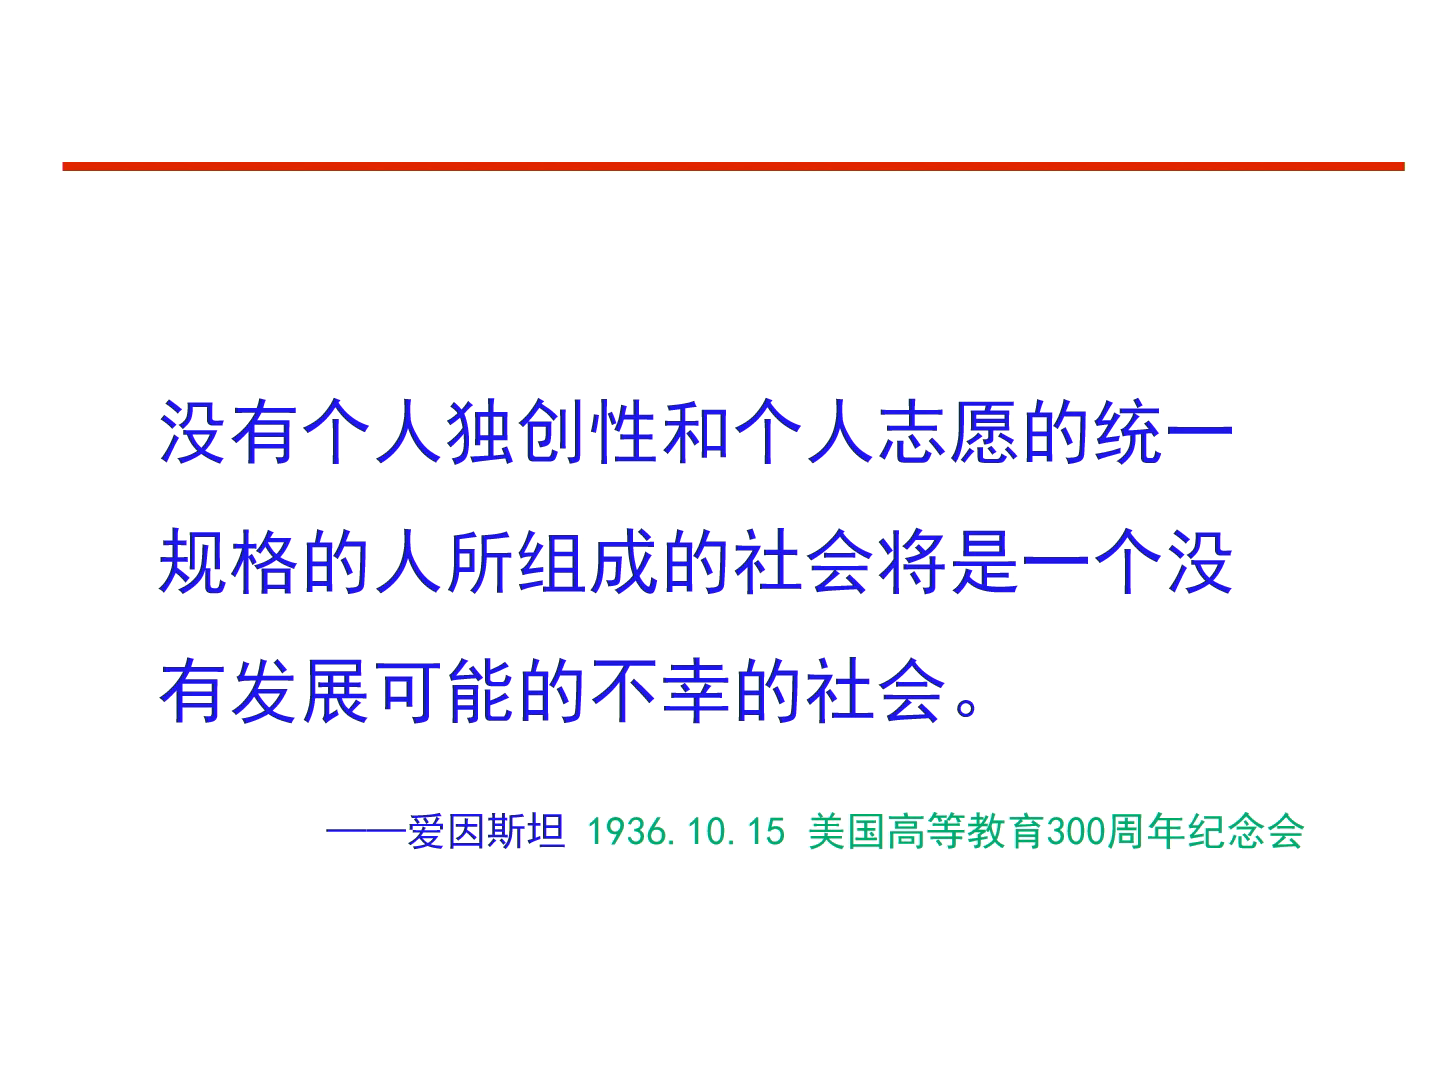 没有个人独创性和个人志愿的统一
规格的人所组成的社会将是一个没
有发展可能的不幸的社会。
——爱因斯坦 1936.10.15 美国高等教育300周年纪念会